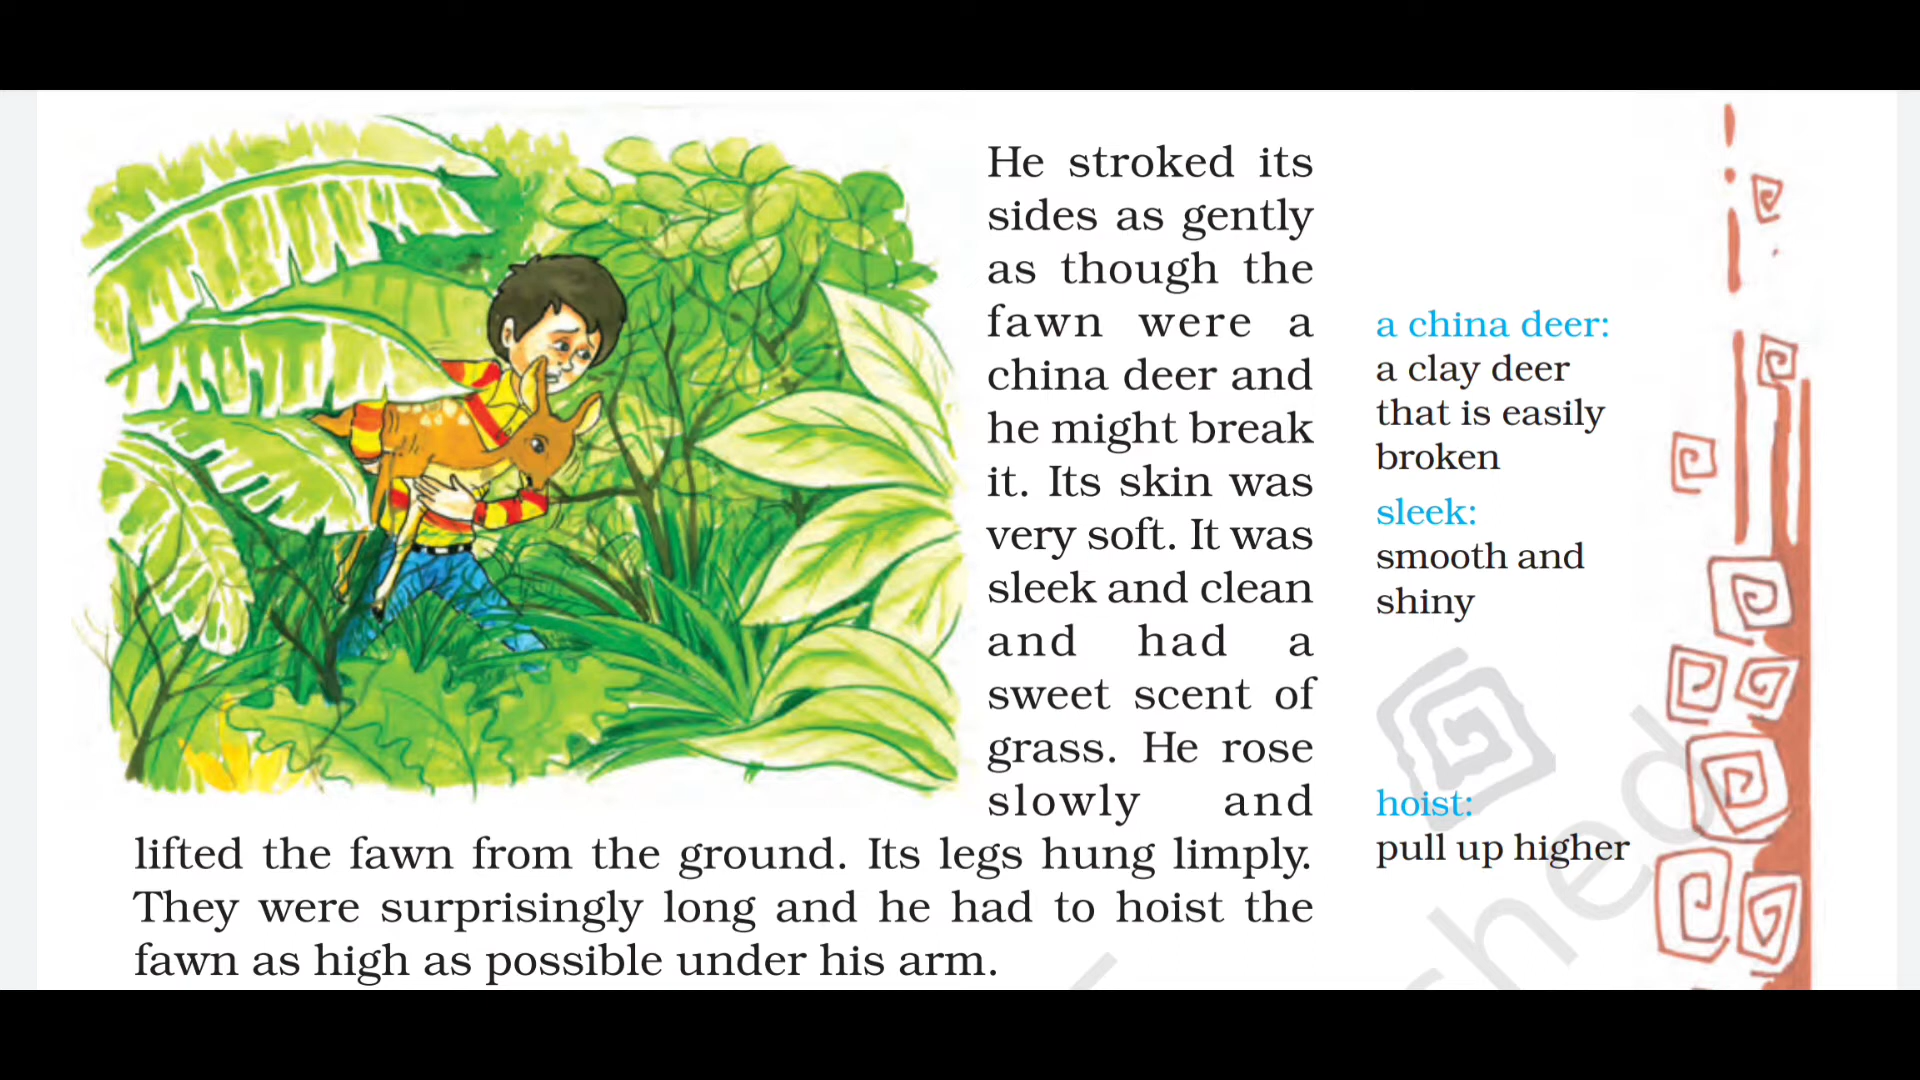 He stroked its
sides as gently
as though the
fawn were a
china deer and
he might break
it. Its skin was
very soft. It was
sleek and clean
and had a
sweet scent of
grass. He rose
slowly and
lifted the fawn from the ground. Its legs hung limply.
They were surprisingly long and he had to hoist the
fawn as high as possible under his arm.
a china deer:
a clay deer
that is easily
broken
sleek:
smooth and
shiny
hoist:
pull up higher